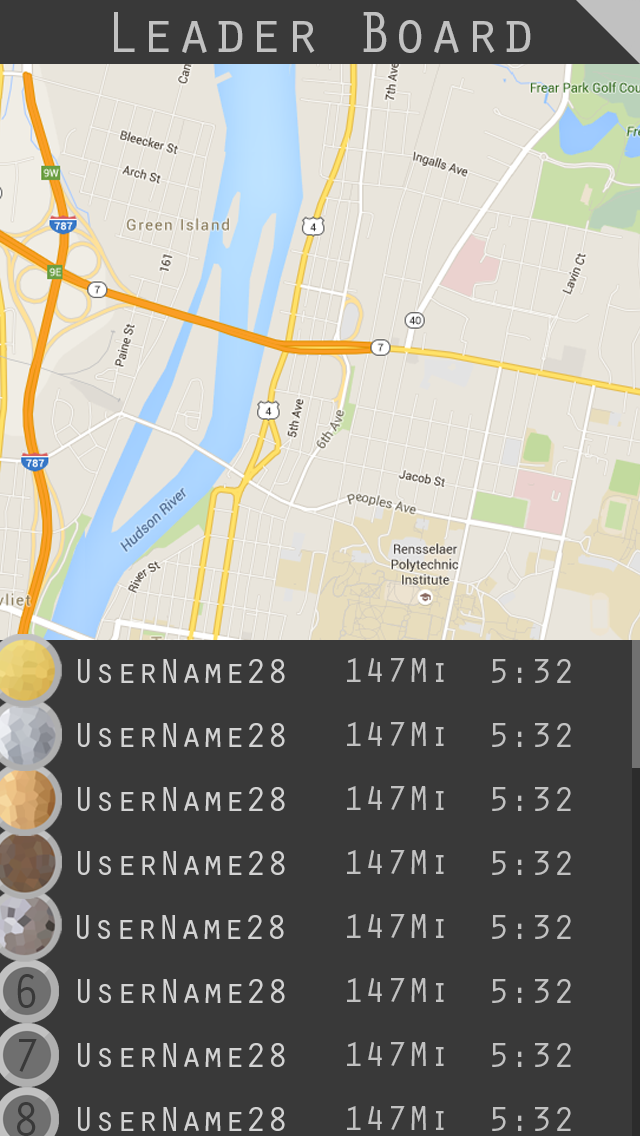 Leader Board
Can
7th Ave
Frear Park Golf Cou
Fre
Bleecker St
Ingalls Ave
Arch St
9W
787
4
Green Island
161
Lavin Ct
9E
7
40
7
Paine St
4
5th Ave
6th Ave
787
Jacob St
Peoples Ave
Hudson River
Rensselaer
Polytechnic
Institute
River St
vliet
T
UserName28 147Mi 5:32
UserName28 147Mi 5:32
UserName28 147Mi 5:32
UserName28 147Mi 5:32
UserName28 147Mi 5:32
6 UserName28 147Mi 5:32
7 UserName28 147Mi 5:32
8 UserName28 147Mi 5:32